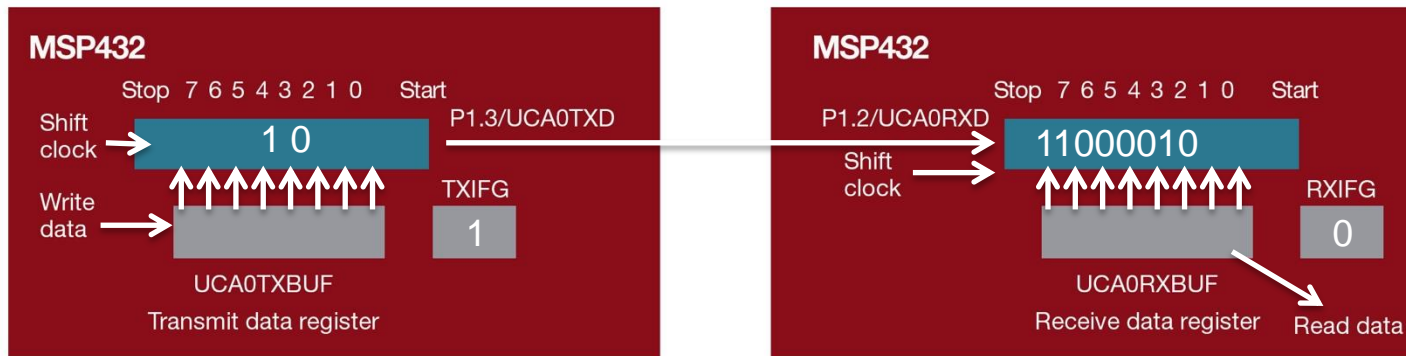 MSP432
Stop 7 6 5 4 3 2 1 0 Start
Shift
clock
1 0
P1.3/UCA0TXD
Write
data
TXIFG
1
UCA0TXBUF
Transmit data register
MSP432
Stop 7 6 5 4 3 2 1 0 Start
P1.2/UCA0RXD
11000010
Shift
clock
RXIFG
0
UCA0RXBUF
Receive data register
Read data